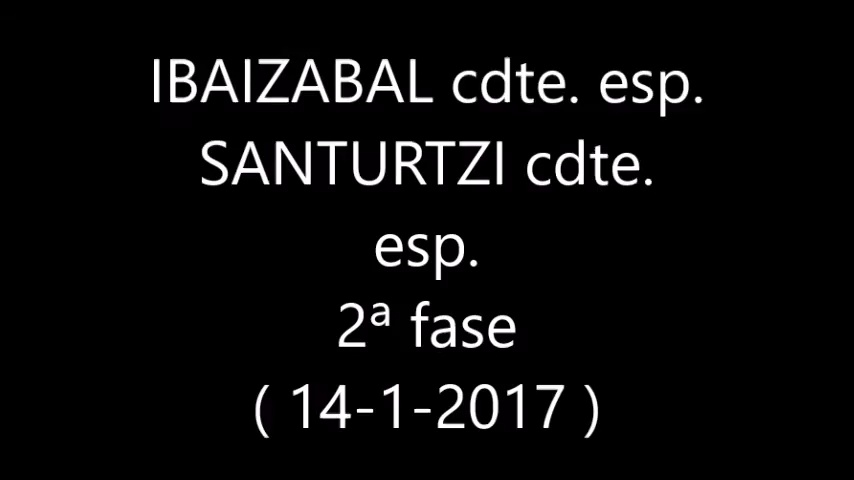 IBAIZABAL cdte. esp.
SANTURTZI cdte.
esp.
2ª fase
( 14-1-2017 )